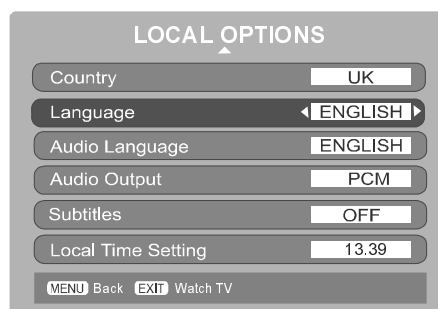 LOCAL OPTIONS
Country UK
Language ENGLISH
Audio Language ENGLISH
Audio Output PCM
Subtitles OFF
Local Time Setting 13.39
MENU Back EXIT Watch TV